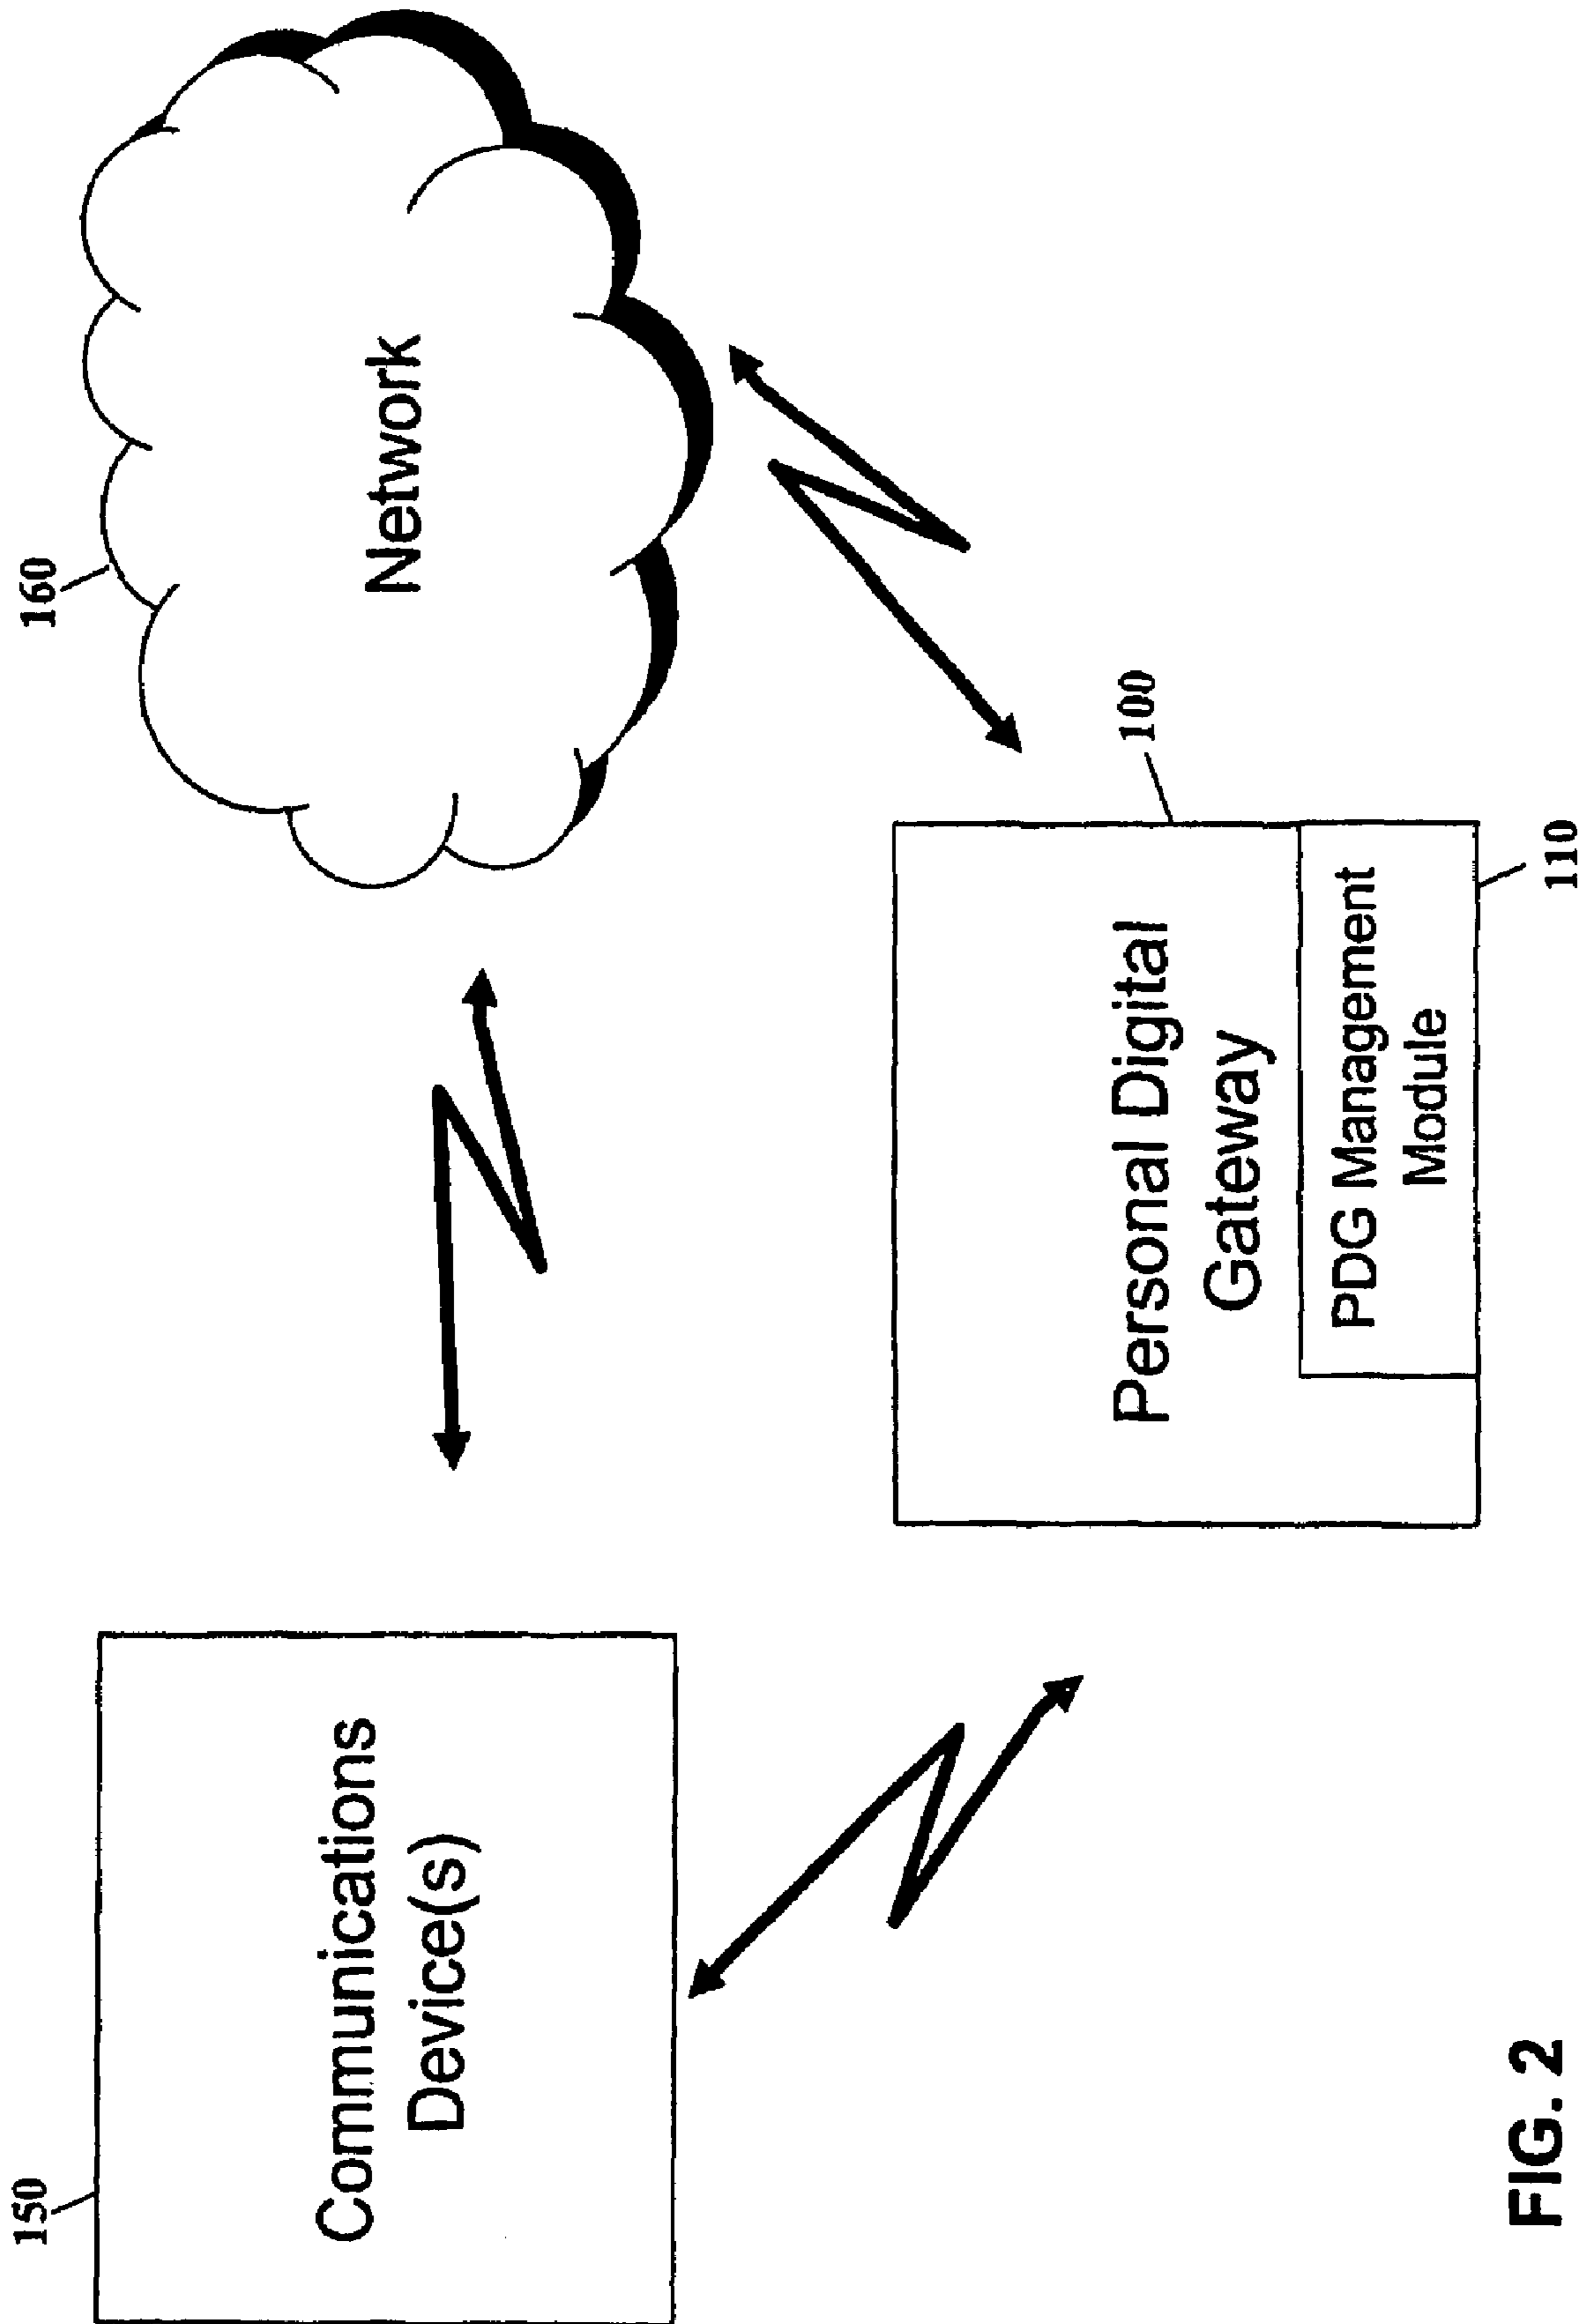 150
Communications
Device(s)
160
Network
100
Personal Digital
Gateway
PDG Management
Module
110
FIG. 2